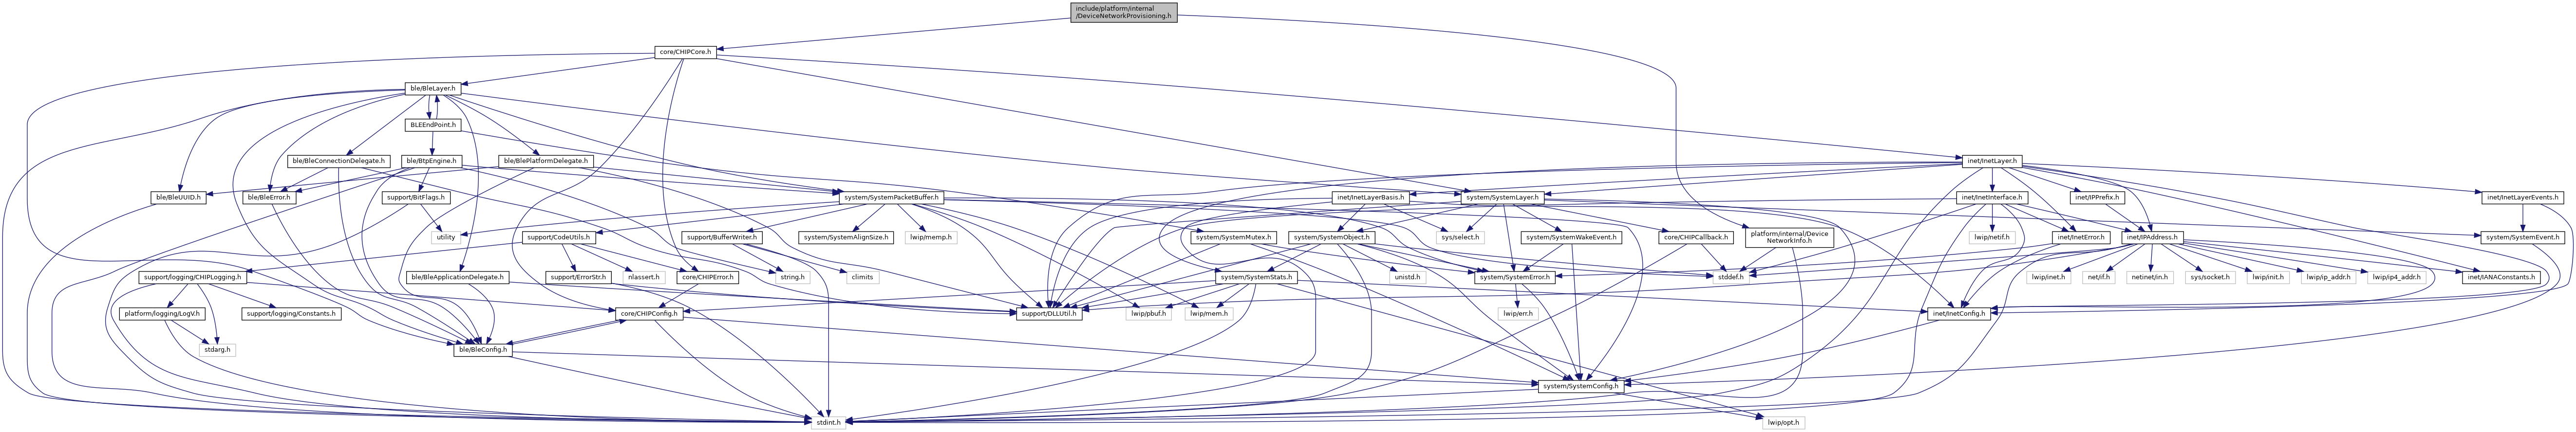 include/platform/internal
/DeviceNetworkProvisioning.h
core/CHIPCore.h
ble/BleLayer.h
BLEEndPoint.h
ble/BleConnectionDelegate.h
ble/BtpEngine.h
ble/BlePlatformDelegate.h
inet/InetLayer.h
ble/BleUUID.h
ble/BleError.h
support/BitFlags.h
system/SystemPacketBuffer.h
inet/InetLayerBasis.h
system/SystemLayer.h
inet/InetInterface.h
inet/IPPrefix.h
inet/InetLayerEvents.h
utility
support/CodeUtils.h
support/BufferWriter.h
system/SystemAlignSize.h
lwip/memp.h
system/SystemMutex.h
system/SystemObject.h
sys/select.h
system/SystemWakeEvent.h
core/CHIPCallback.h
platform/internal/Device
NetworkInfo.h
lwip/netif.h
inet/InetError.h
inet/IPAddress.h
system/SystemEvent.h
support/logging/CHIPLogging.h
ble/BleApplicationDelegate.h
support/ErrorStr.h
nlassert.h
core/CHIPError.h
string.h
climits
system/SystemStats.h
unistd.h
system/SystemError.h
stddef.h
lwip/inet.h
net/if.h
netinet/in.h
sys/socket.h
lwip/init.h
lwip/ip_addr.h
lwip/ip4_addr.h
inet/IANAConstants.h
platform/logging/LogV.h
support/logging/Constants.h
core/CHIPConfig.h
support/DLLUtil.h
lwip/pbuf.h
lwip/mem.h
lwip/err.h
inet/InetConfig.h
stdarg.h
ble/BleConfig.h
system/SystemConfig.h
stdint.h
lwip/opt.h